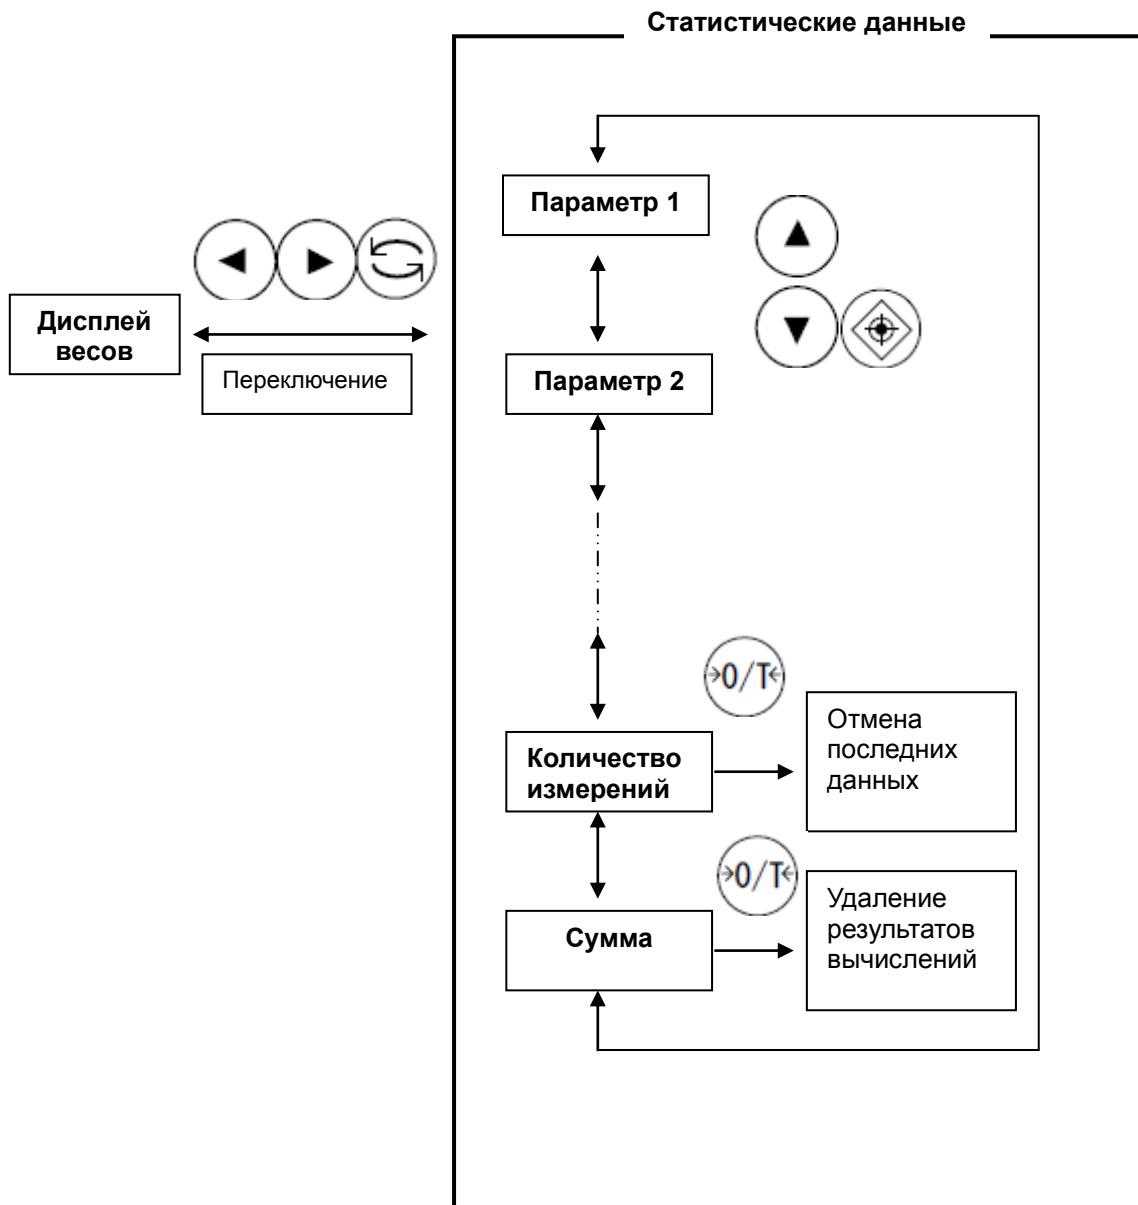 Статистические данные
Параметр 1
Дисплей
весов
Переключение
Параметр 2
→0/T←
Количество
измерений
Отмена
последних
данных
→0/T←
Сумма
Удаление
результатов
вычислений